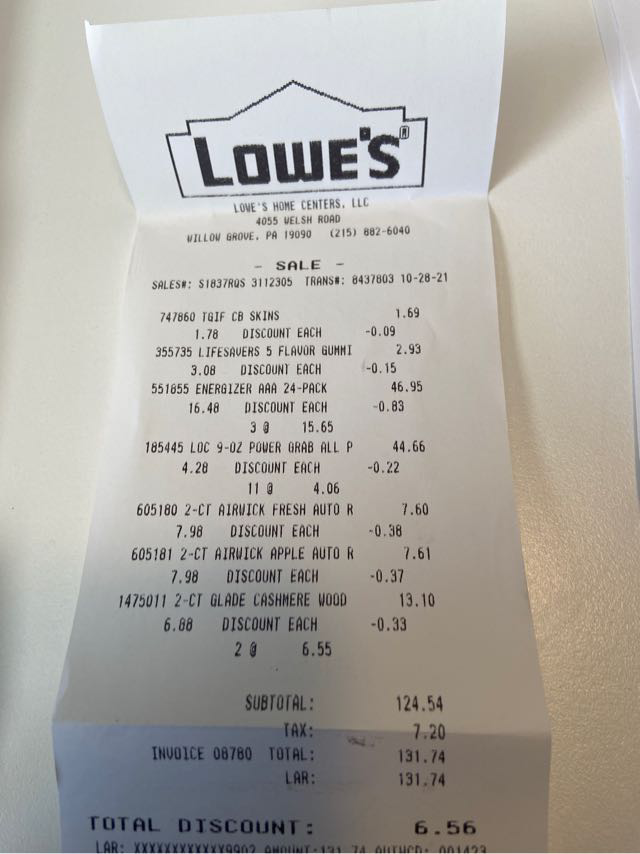 LOWE'S®
LOWE'S HOME CENTERS, LLC
4055 WELSH ROAD
WILLOW GROVE, PA 19090 (215) 882-6040
- SALE -
SALES#: S1837RQS 3112305 TRANS#: 8437803 10-28-21
747860 TGIF CB SKINS 1.69
1.78 DISCOUNT EACH -0.09
355735 LIFESAVERS 5 FLAVOR GUMMI 2.93
3.08 DISCOUNT EACH -0.15
551855 ENERGIZER AAA 24-PACK 46.95
16.48 DISCOUNT EACH -0.83
3 @ 15.65
185445 LOC 9-OZ POWER GRAB ALL P 44.66
4.28 DISCOUNT EACH -0.22
11 @ 4.06
605180 2-CT AIRWICK FRESH AUTO R 7.60
7.98 DISCOUNT EACH -0.38
605181 2-CT AIRWICK APPLE AUTO R 7.61
7.98 DISCOUNT EACH -0.37
1475011 2-CT GLADE CASHMERE WOOD 13.10
6.88 DISCOUNT EACH -0.33
2 @ 6.55
SUBTOTAL: 124.54
TAX: 7.20
INVOICE 08780 TOTAL: 131.74
LAR: 131.74
TOTAL DISCOUNT: 6.56
LAR: XXXXXXXXXXXX9902 AMOUNT:131.74 AUTHCD: 001423